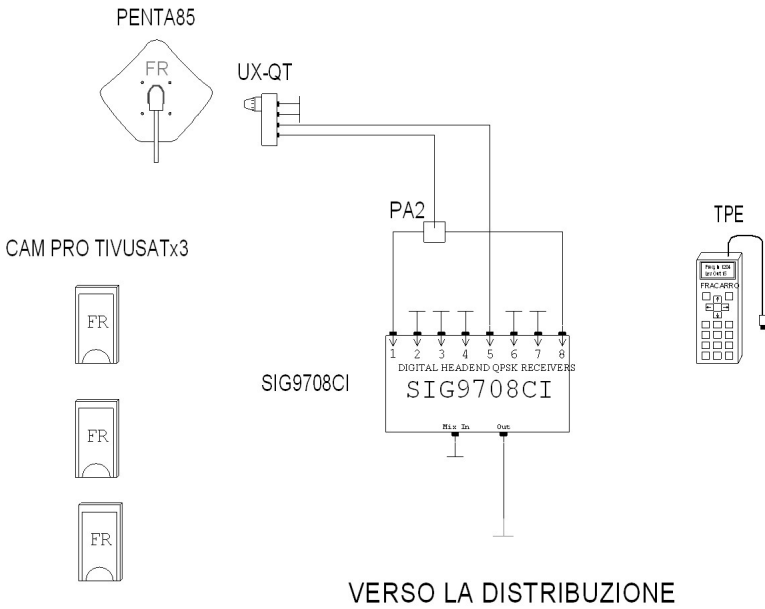 PENTA85
FR
UX-QT
PA2
TPE
CAM PRO TIVUSATx3
FR
FRACARRO
1 2 3 4 5 6 7 8
DIGITAL HEADEND QPSK RECEIVERS
SIG9708CI
SIG9708CI
Mix In Out
FR
FR
VERSO LA DISTRIBUZIONE